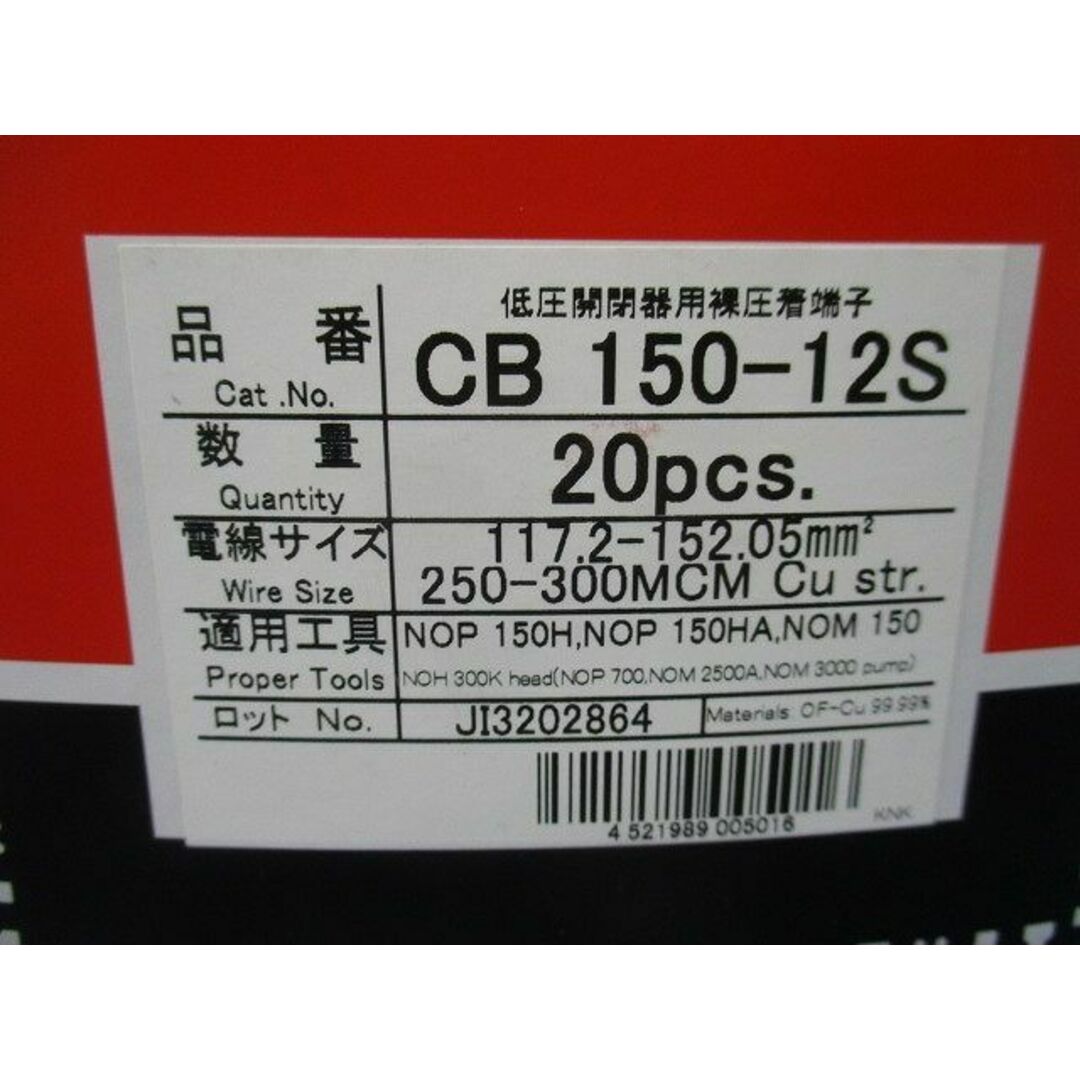 低圧開閉器用裸圧着端子
品 番 CB 150-12S
Cat .No.
数 量 20pcs.
Quantity
電線サイズ 117.2-152.05mm²
Wire Size 250-300MCM Cu str.
適用工具 NOP 150H,NOP 150HA,NOM 150
Proper Tools NOH 300K head(NOP 700,NOM 2500A,NOM 3000 pump)
ロット No. JI3202864 Materials: OF-Cu 99.99%
4 521989 005016
KNK